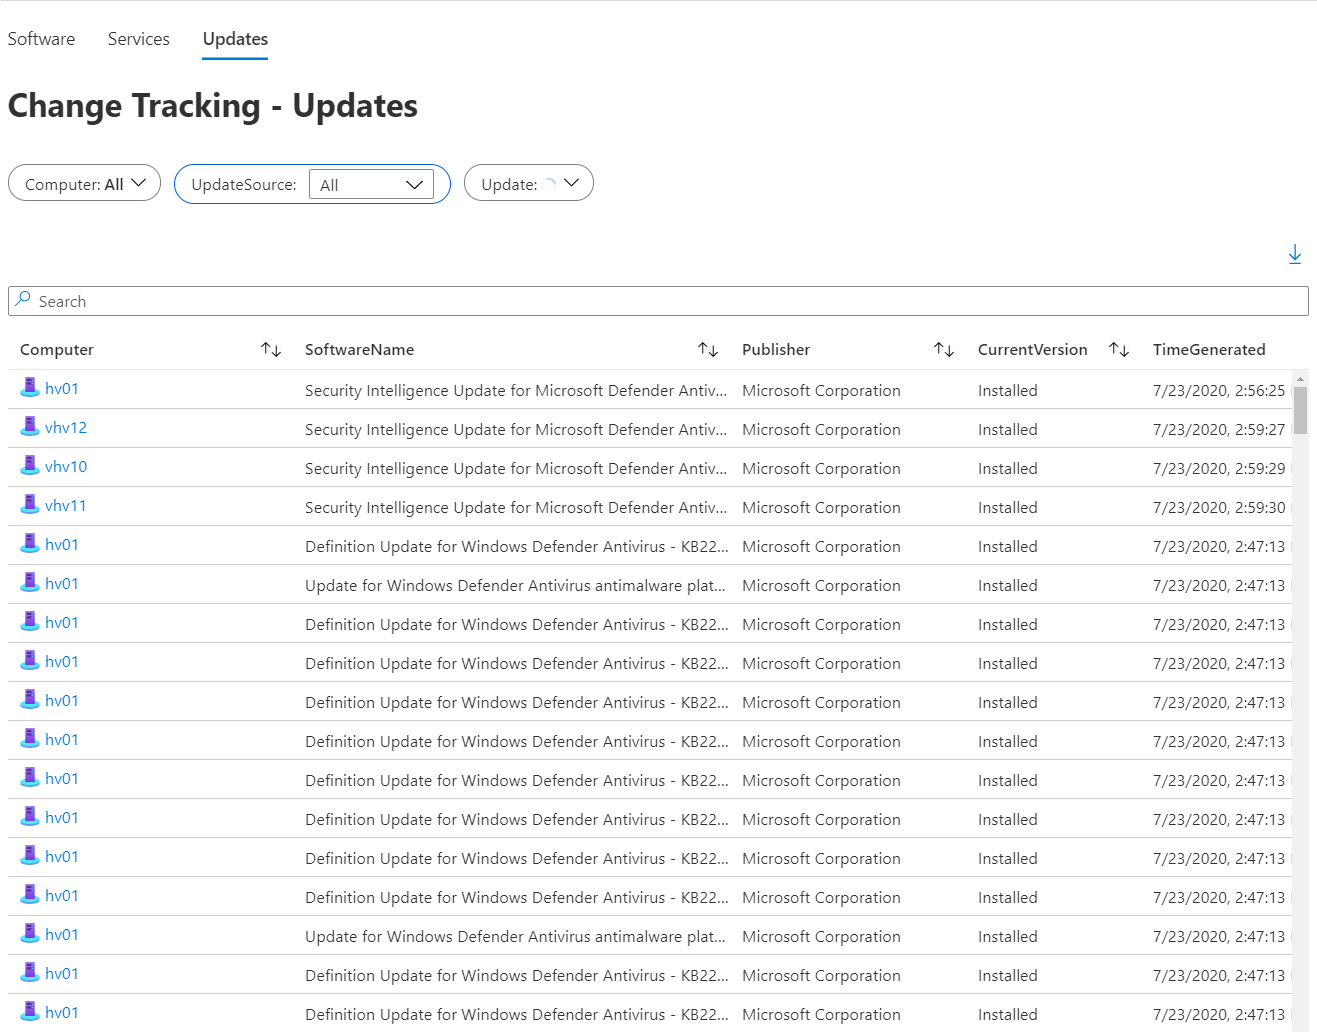 Software Services Updates
Change Tracking - Updates
Computer: All UpdateSource: All Update:
Search
Computer SoftwareName Publisher CurrentVersion TimeGenerated
hv01 Security Intelligence Update for Microsoft Defender Antiv... Microsoft Corporation Installed 7/23/2020, 2:56:25
vhv12 Security Intelligence Update for Microsoft Defender Antiv... Microsoft Corporation Installed 7/23/2020, 2:59:27
vhv10 Security Intelligence Update for Microsoft Defender Antiv... Microsoft Corporation Installed 7/23/2020, 2:59:29
vhv11 Security Intelligence Update for Microsoft Defender Antiv... Microsoft Corporation Installed 7/23/2020, 2:59:30
hv01 Definition Update for Windows Defender Antivirus - KB22... Microsoft Corporation Installed 7/23/2020, 2:47:13
hv01 Update for Windows Defender Antivirus antimalware plat... Microsoft Corporation Installed 7/23/2020, 2:47:13
hv01 Definition Update for Windows Defender Antivirus - KB22... Microsoft Corporation Installed 7/23/2020, 2:47:13
hv01 Definition Update for Windows Defender Antivirus - KB22... Microsoft Corporation Installed 7/23/2020, 2:47:13
hv01 Definition Update for Windows Defender Antivirus - KB22... Microsoft Corporation Installed 7/23/2020, 2:47:13
hv01 Definition Update for Windows Defender Antivirus - KB22... Microsoft Corporation Installed 7/23/2020, 2:47:13
hv01 Definition Update for Windows Defender Antivirus - KB22... Microsoft Corporation Installed 7/23/2020, 2:47:13
hv01 Definition Update for Windows Defender Antivirus - KB22... Microsoft Corporation Installed 7/23/2020, 2:47:13
hv01 Definition Update for Windows Defender Antivirus - KB22... Microsoft Corporation Installed 7/23/2020, 2:47:13
hv01 Definition Update for Windows Defender Antivirus - KB22... Microsoft Corporation Installed 7/23/2020, 2:47:13
hv01 Update for Windows Defender Antivirus antimalware plat... Microsoft Corporation Installed 7/23/2020, 2:47:13
hv01 Definition Update for Windows Defender Antivirus - KB22... Microsoft Corporation Installed 7/23/2020, 2:47:13
hv01 Definition Update for Windows Defender Antivirus - KB22... Microsoft Corporation Installed 7/23/2020, 2:47:13